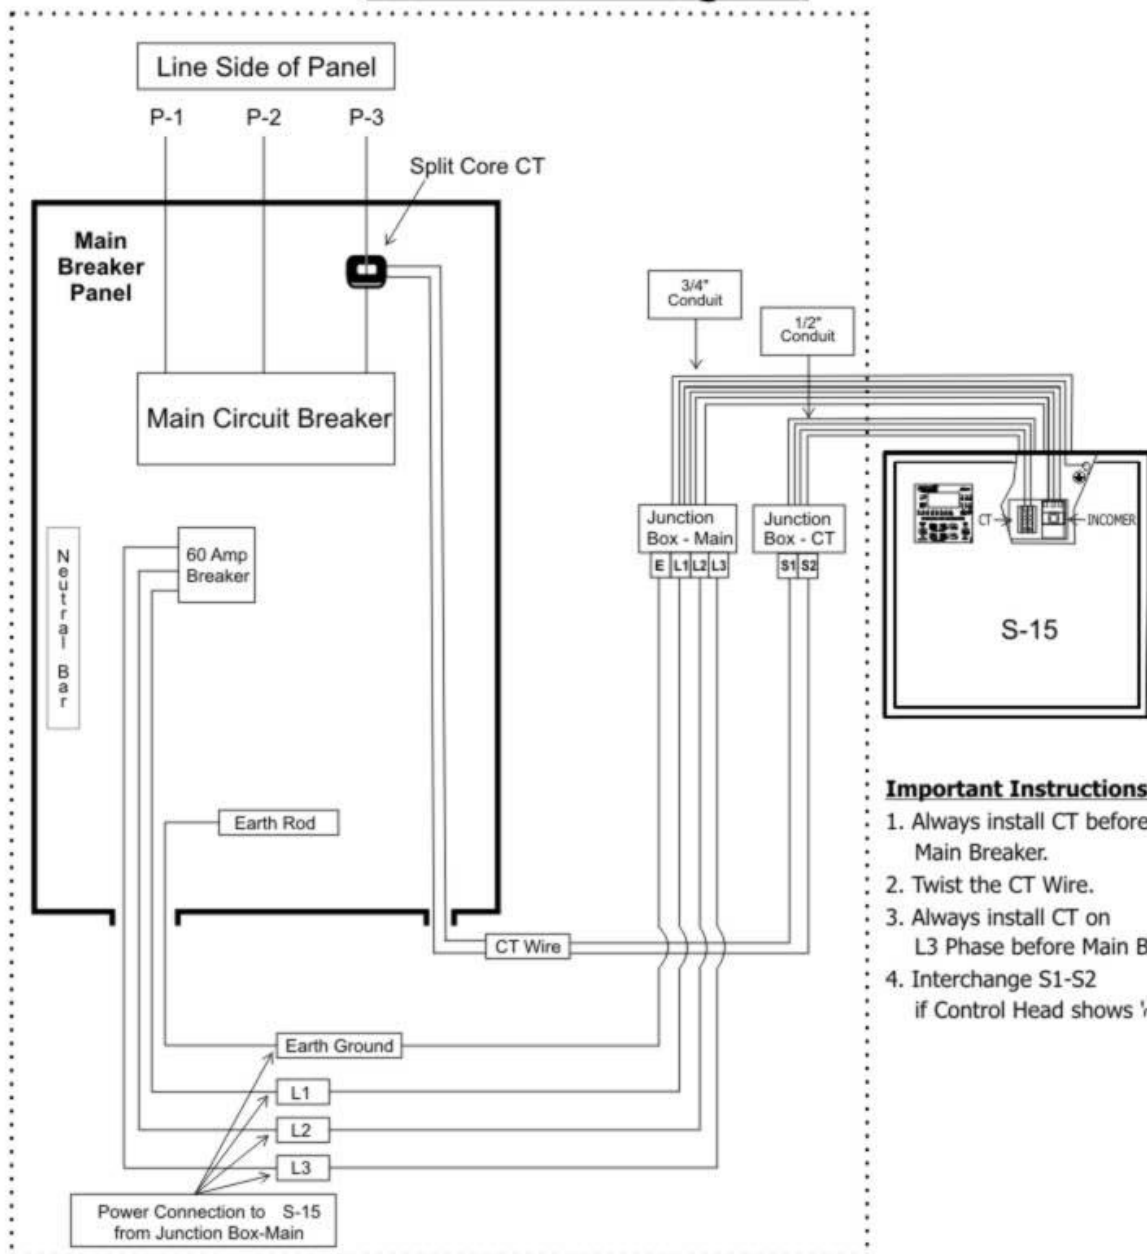 Line Side of Panel
P-1
P-2
P-3
Split Core CT
Main
Breaker
Panel
3/4"
Conduit
1/2"
Conduit
Main Circuit Breaker
Junction
Box - Main
E
L1
L2
L3
Junction
Box - CT
S1
S2
CT
INCOMER
S-15
60 Amp
Breaker
Neutral Bar
Earth Rod
CT Wire
Earth Ground
L1
L2
L3
Power Connection to S-15
from Junction Box-Main
Important Instructions
1. Always install CT before
Main Breaker.
2. Twist the CT Wire.
3. Always install CT on
L3 Phase before Main B
4. Interchange S1-S2
if Control Head shows